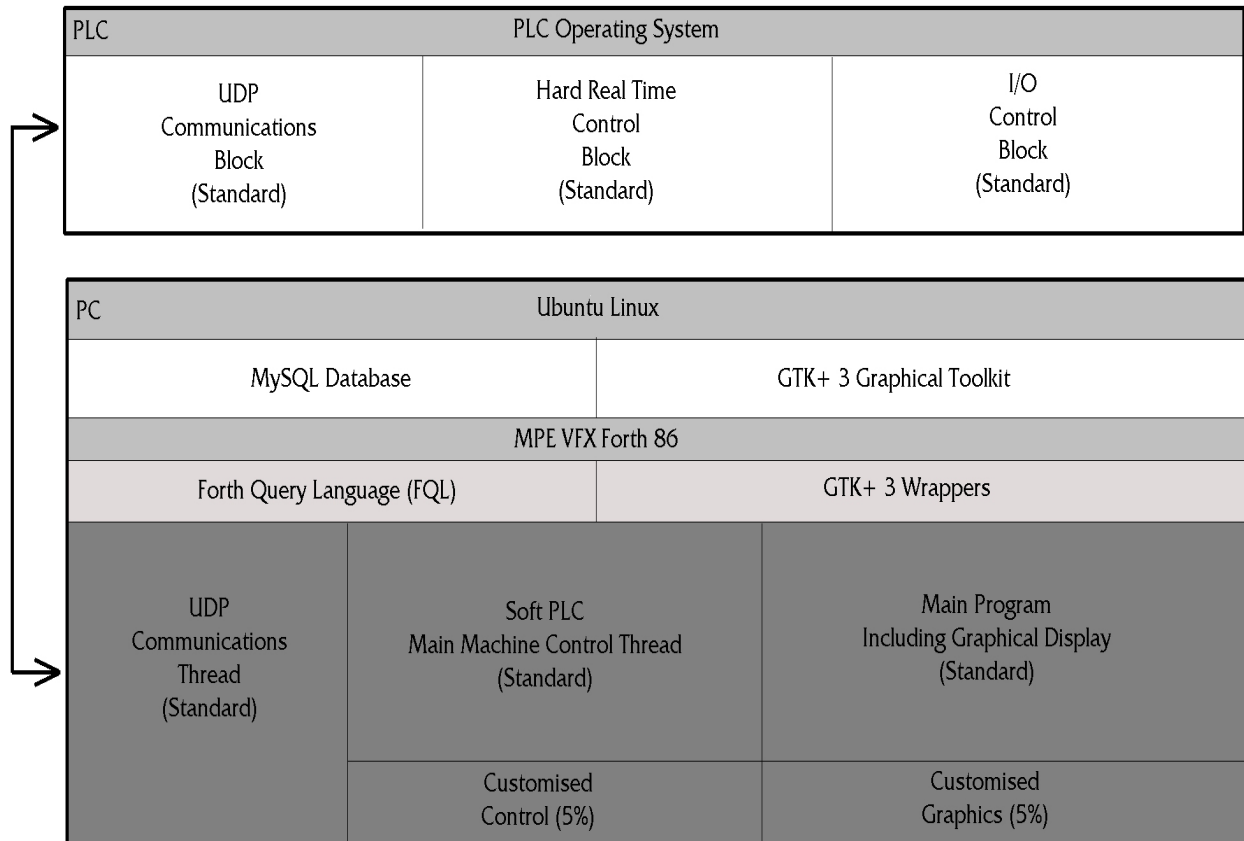 PLC
PLC Operating System
UDP
Communications
Block
(Standard)
Hard Real Time
Control
Block
(Standard)
I/O
Control
Block
(Standard)
PC
Ubuntu Linux
MySQL Database
GTK+ 3 Graphical Toolkit
MPE VFX Forth 86
Forth Query Language (FQL)
GTK+ 3 Wrappers
UDP
Communications
Thread
(Standard)
Soft PLC
Main Machine Control Thread
(Standard)
Main Program
Including Graphical Display
(Standard)
Customised
Control (5%)
Customised
Graphics (5%)